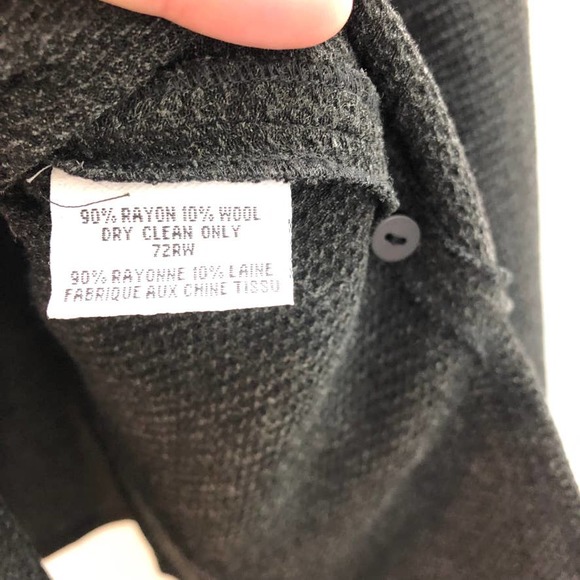 90% RAYON 10% WOOL
DRY CLEAN ONLY
72RW
90% RAYONNE 10% LAINE
FABRIQUE AUX CHINE TISSU